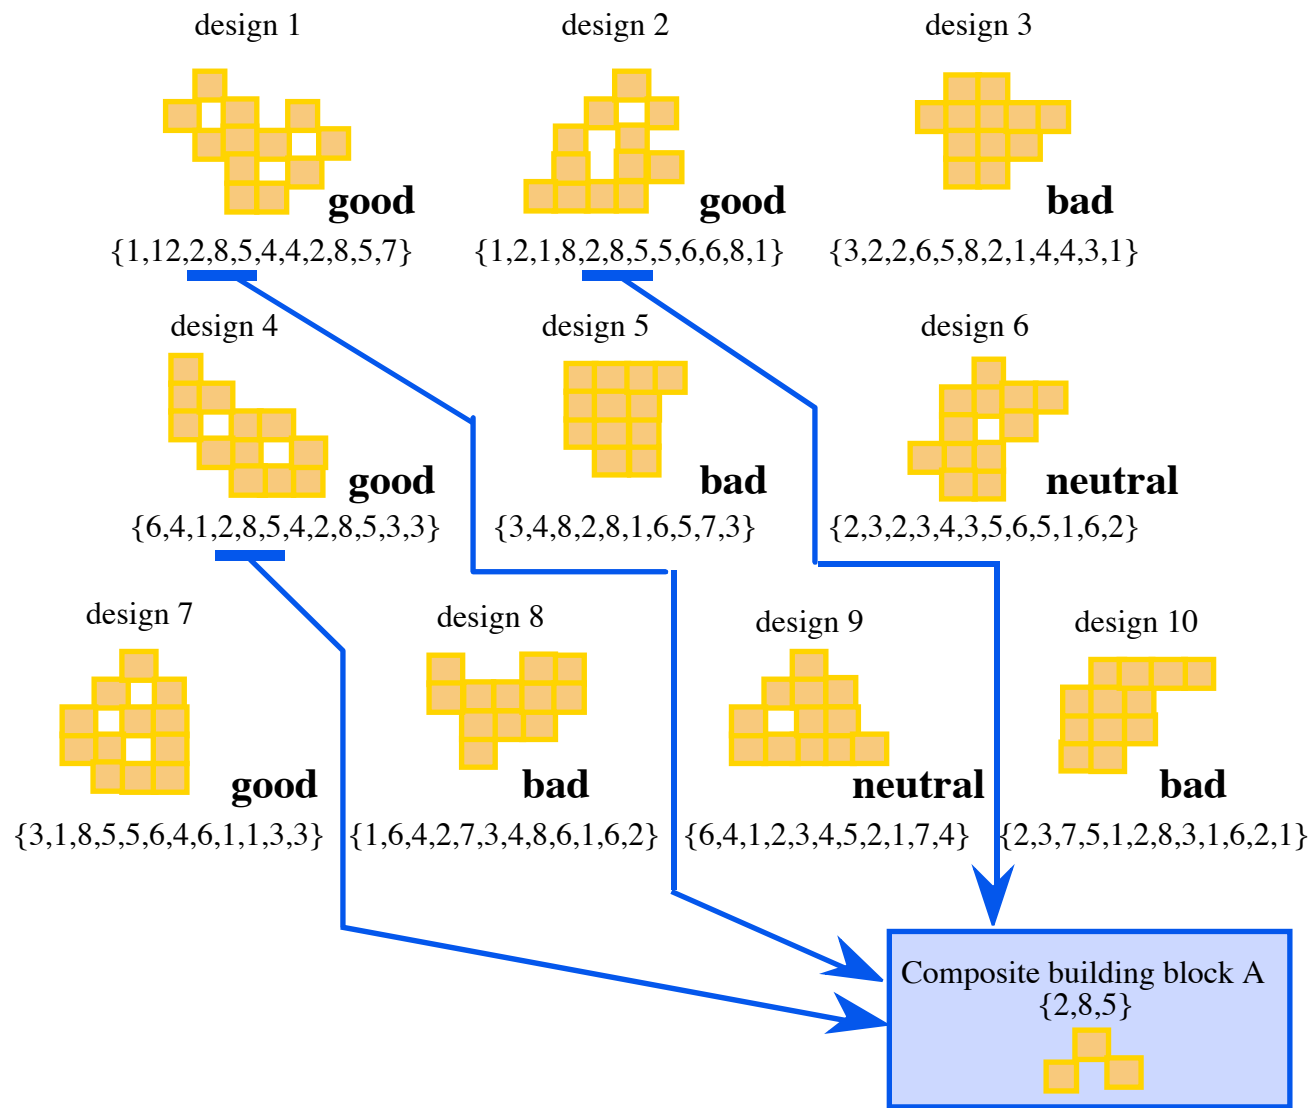 design 1
design 2
design 3
good
good
bad
{1,12,2,8,5,4,4,2,8,5,7}
{1,2,1,8,2,8,5,5,6,6,8,1}
{3,2,2,6,5,8,2,1,4,4,3,1}
design 4
design 5
design 6
good
bad
neutral
{6,4,1,2,8,5,4,2,8,5,3,3}
{3,4,8,2,8,1,6,5,7,3}
{2,3,2,3,4,3,5,6,5,1,6,2}
design 7
design 8
design 9
design 10
good
bad
neutral
bad
{3,1,8,5,5,6,4,6,1,1,3,3}
{1,6,4,2,7,3,4,8,6,1,6,2}
{6,4,1,2,3,4,5,2,1,7,4}
{2,3,7,5,1,2,8,3,1,6,2,1}
Composite building block A
{2,8,5}